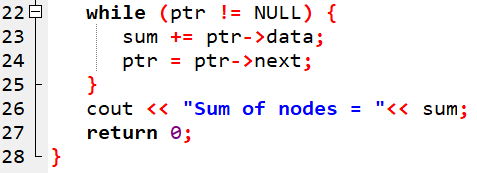 22 while (ptr != NULL) {
23 sum += ptr->data;
24 ptr = ptr->next;
25 }
26 cout << "Sum of nodes = "<< sum;
27 return 0;
28 }